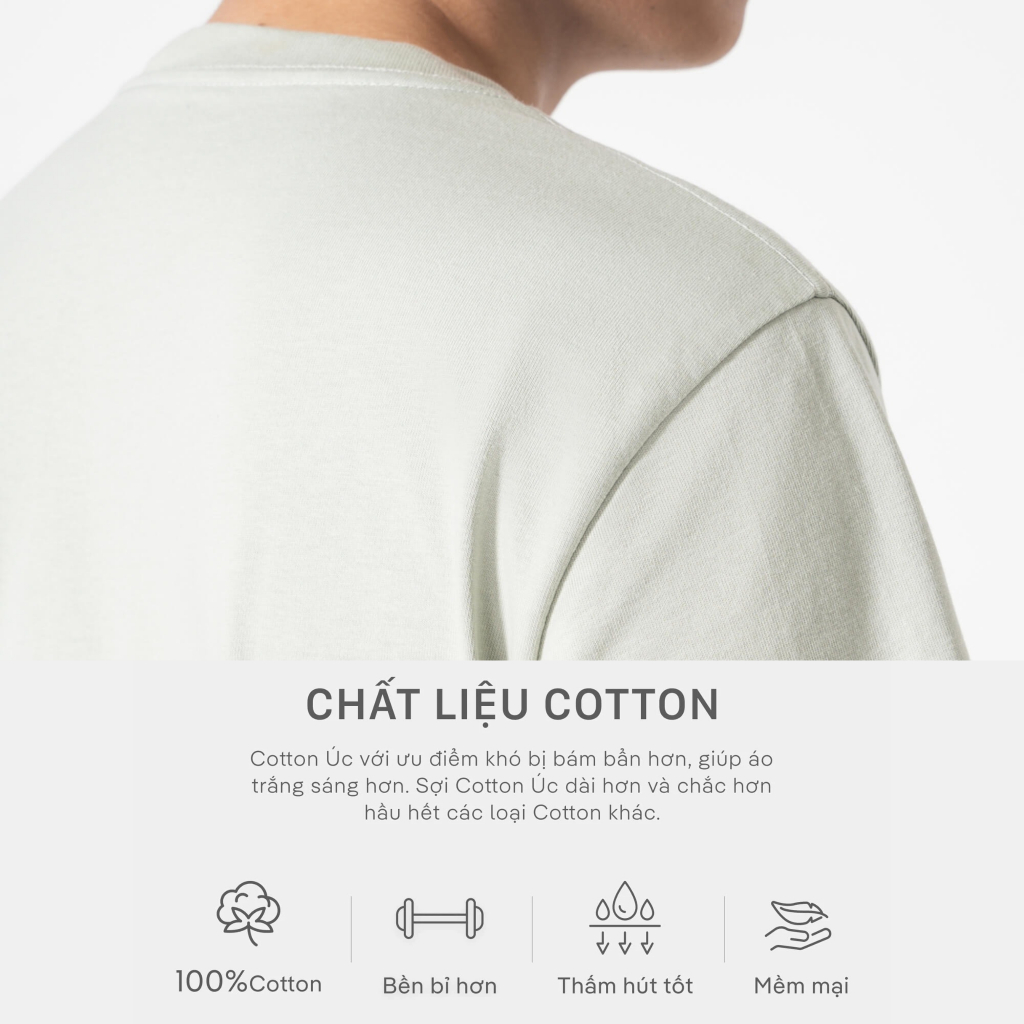 CHẤT LIỆU COTTON
Cotton Úc với ưu điểm khó bị bám bẩn hơn, giúp áo
trắng sáng hơn. Sợi Cotton Úc dài hơn và chắc hơn
hầu hết các loại Cotton khác.
100%Cotton
Bền bỉ hơn
Thấm hút tốt
Mềm mại